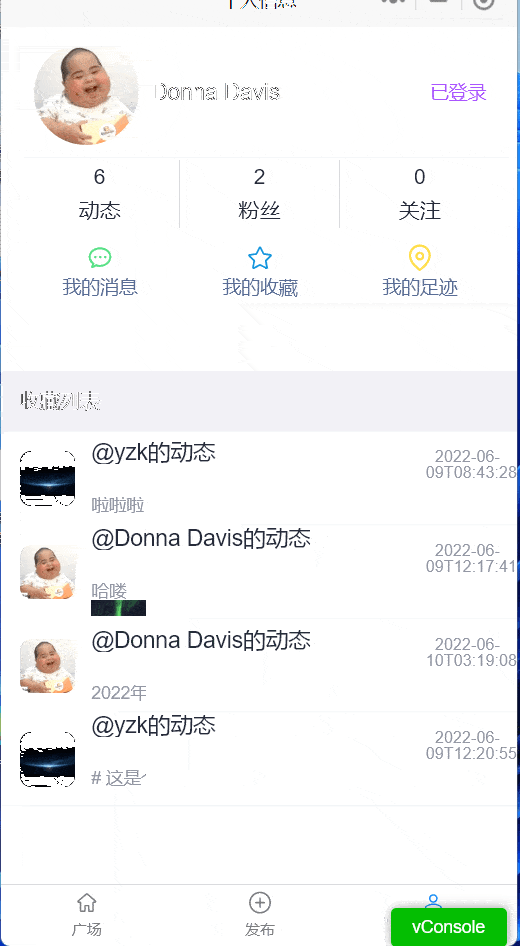 Donna Davis
已登录
6
2
0
动态
粉丝
关注
我的消息
我的收藏
我的足迹
收藏列表
@yzk的动态
2022-06-
09T08:43:28
啦啦啦
@Donna Davis的动态
2022-06-
09T12:17:41
哈喽
@Donna Davis的动态
2022-06-
10T03:19:08
2022年
@yzk的动态
2022-06-
09T12:20:55
# 这是
广场
发布
vConsole